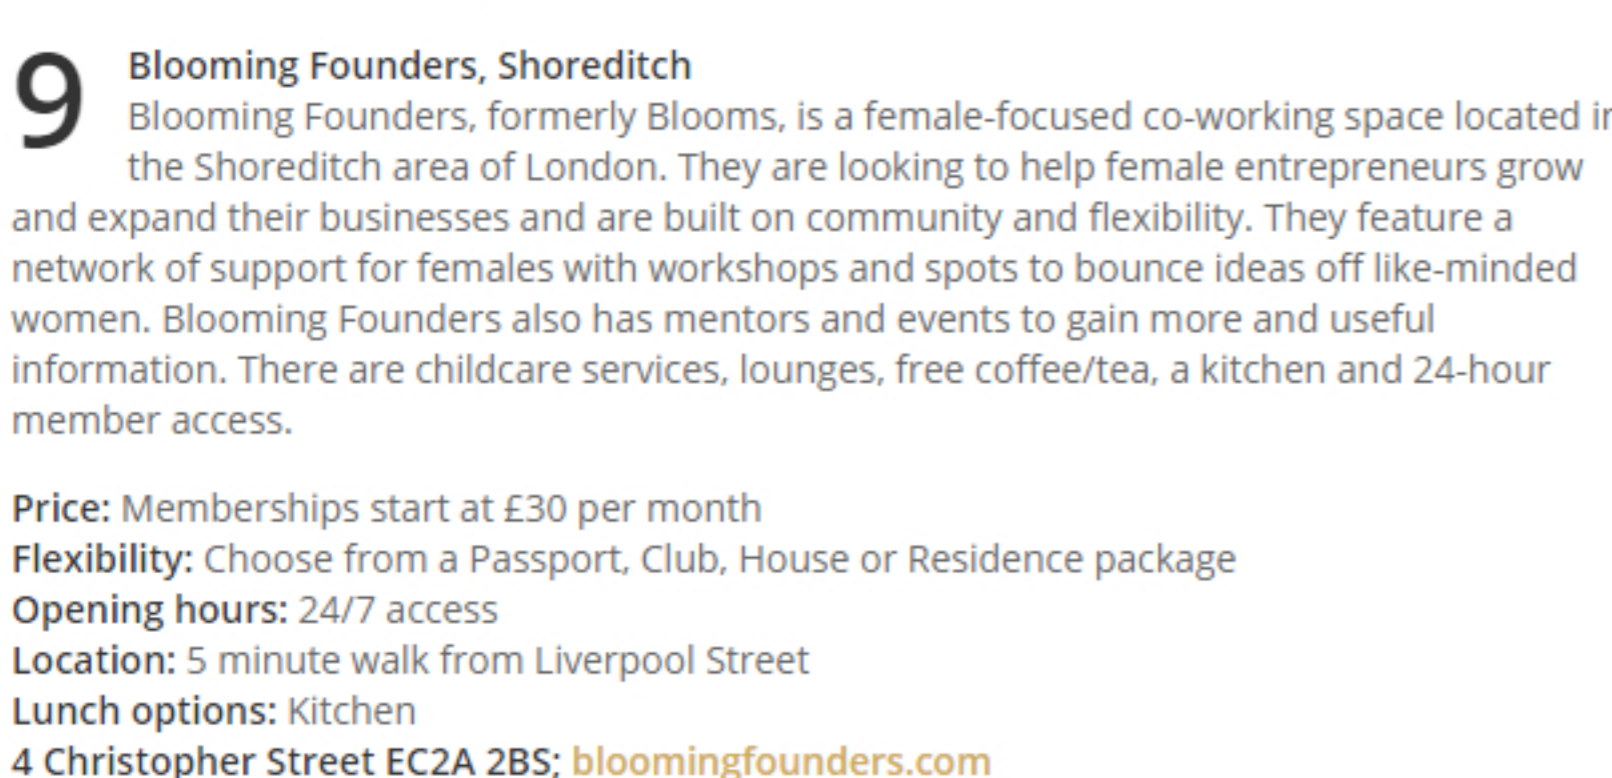 9
Blooming Founders, Shoreditch
Blooming Founders, formerly Blooms, is a female-focused co-working space located in
the Shoreditch area of London. They are looking to help female entrepreneurs grow
and expand their businesses and are built on community and flexibility. They feature a
network of support for females with workshops and spots to bounce ideas off like-minded
women. Blooming Founders also has mentors and events to gain more and useful
information. There are childcare services, lounges, free coffee/tea, a kitchen and 24-hour
member access.
Price: Memberships start at £30 per month
Flexibility: Choose from a Passport, Club, House or Residence package
Opening hours: 24/7 access
Location: 5 minute walk from Liverpool Street
Lunch options: Kitchen
4 Christopher Street EC2A 2BS; bloomingfounders.com